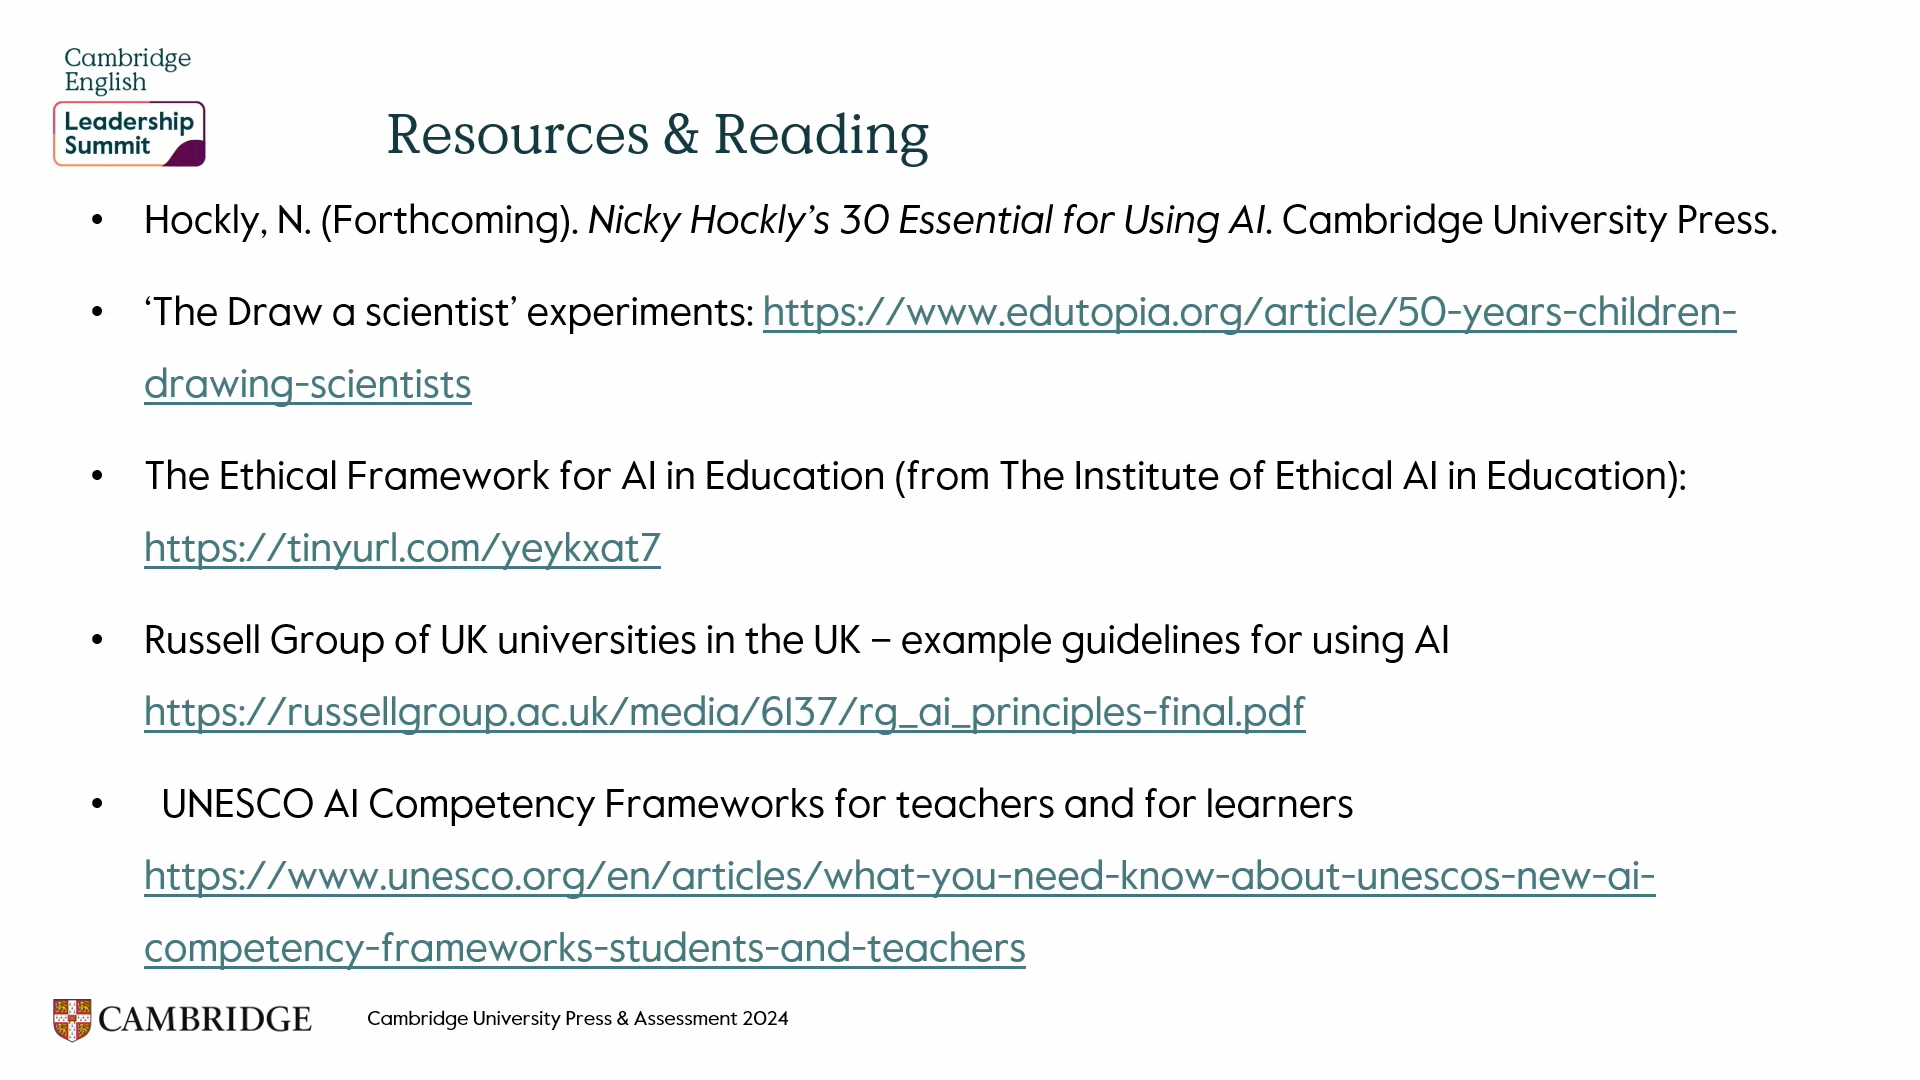 Cambridge
English
Leadership
Summit
Resources & Reading
• Hockly, N. (Forthcoming). Nicky Hockly’s 30 Essential for Using AI. Cambridge University Press.
• ‘The Draw a scientist’ experiments: https://www.edutopia.org/article/50-years-children-
drawing-scientists
• The Ethical Framework for AI in Education (from The Institute of Ethical AI in Education):
https://tinyurl.com/yeykxat7
• Russell Group of UK universities in the UK – example guidelines for using AI
https://russellgroup.ac.uk/media/6137/rg_ai_principles-final.pdf
• UNESCO AI Competency Frameworks for teachers and for learners
https://www.unesco.org/en/articles/what-you-need-know-about-unescos-new-ai-
competency-frameworks-students-and-teachers
CAMBRIDGE
Cambridge University Press & Assessment 2024